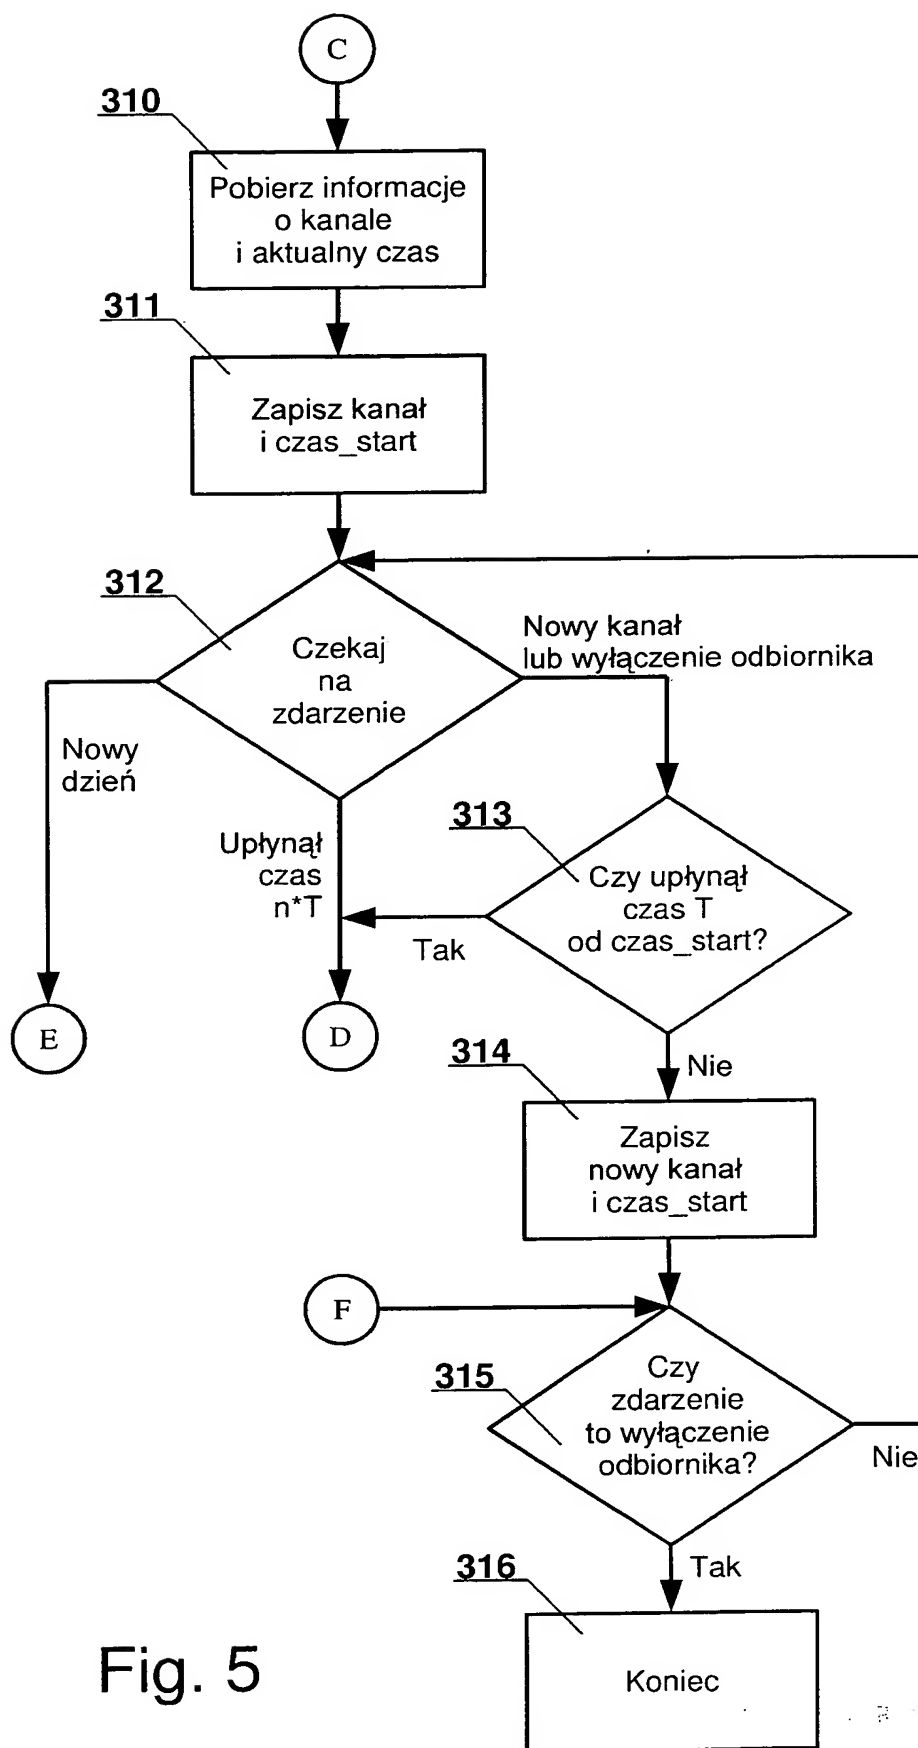 C
310
Pobierz informacje
o kanale
i aktualny czas
311
Zapisz kanał
i czas_start
312
Czekaj
na
zdarzenie
Nowy kanał
lub wyłączenie odbiornika
Nowy
dzień
Upłynął
czas
n*T
313
Czy upłynął
czas T
od czas_start?
Tak
E
D
314
Nie
Zapisz
nowy kanał
i czas_start
F
315
Czy
zdarzenie
to wyłączenie
odbiornika?
Nie
316
Tak
Koniec
Fig. 5